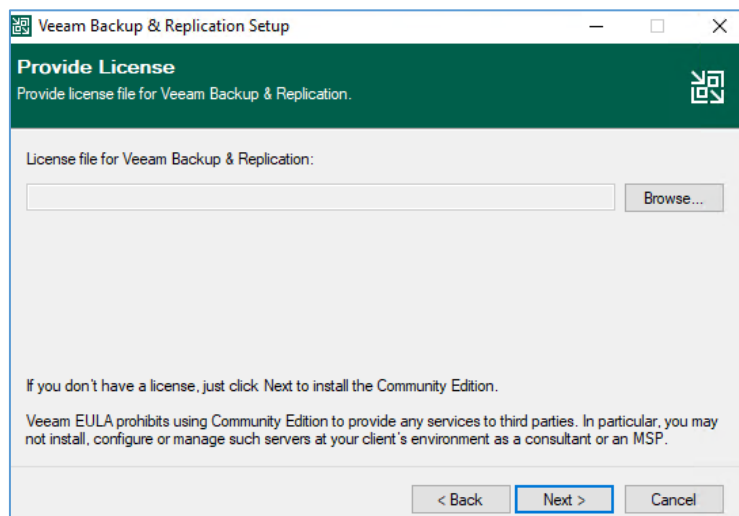 Veeam Backup & Replication Setup
Provide License
Provide license file for Veeam Backup & Replication.
License file for Veeam Backup & Replication:
Browse...
If you don't have a license, just click Next to install the Community Edition.
Veeam EULA prohibits using Community Edition to provide any services to third parties. In particular, you may
not install, configure or manage such servers at your client's environment as a consultant or an MSP.
< Back Next > Cancel